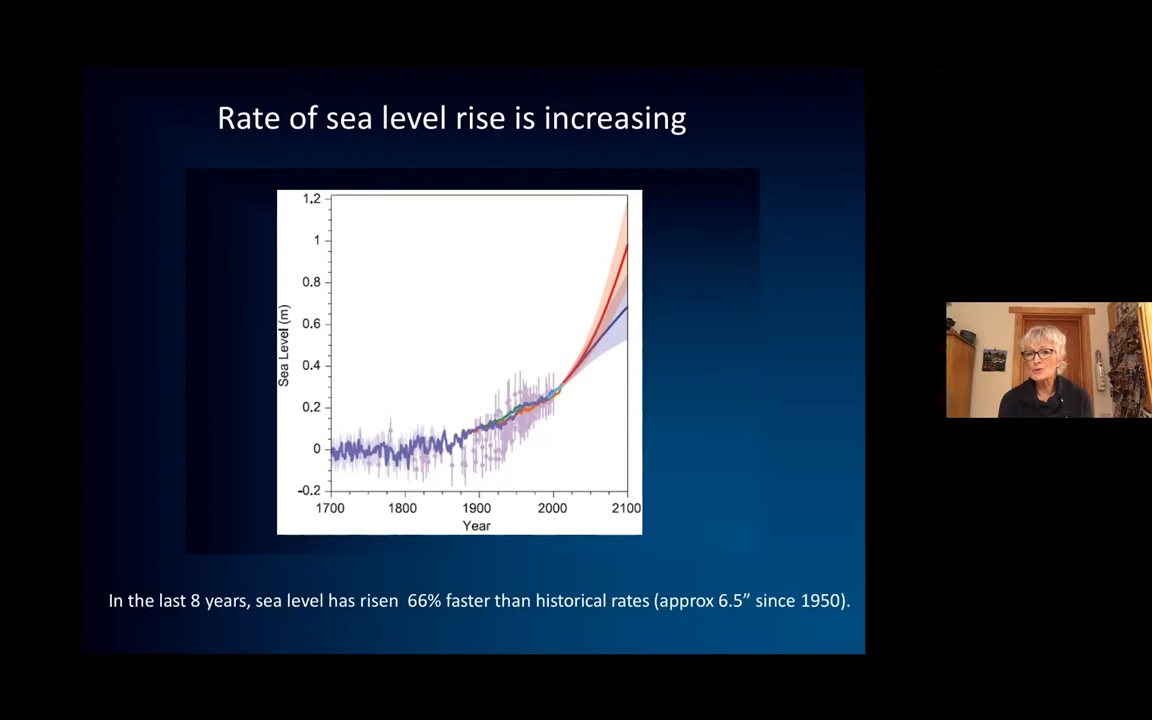 Rate of sea level rise is increasing
1.2
1
0.8
0.6
0.4
0.2
0
-0.2
Sea Level (m)
1700 1800 1900 2000 2100
Year
In the last 8 years, sea level has risen 66% faster than historical rates (approx 6.5” since 1950).